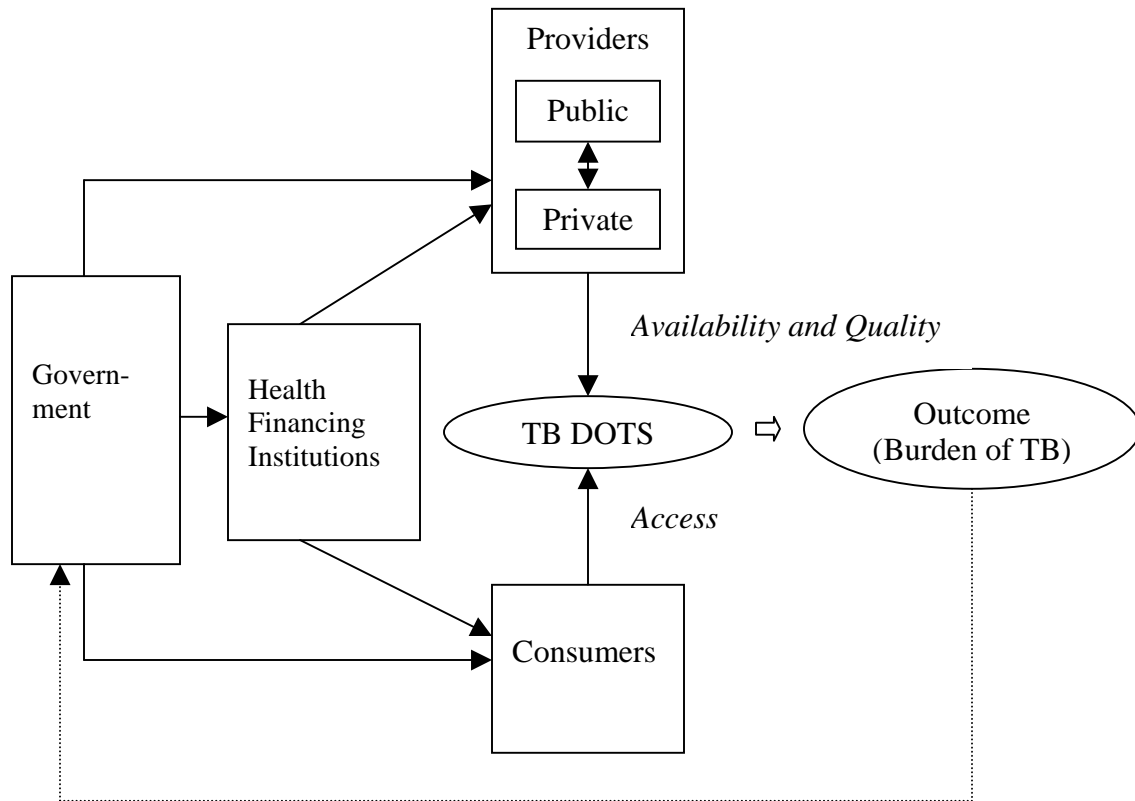 Providers
Public
Private
Availability and Quality
Govern-
ment
Health
Financing
Institutions
TB DOTS
Outcome
(Burden of TB)
Access
Consumers